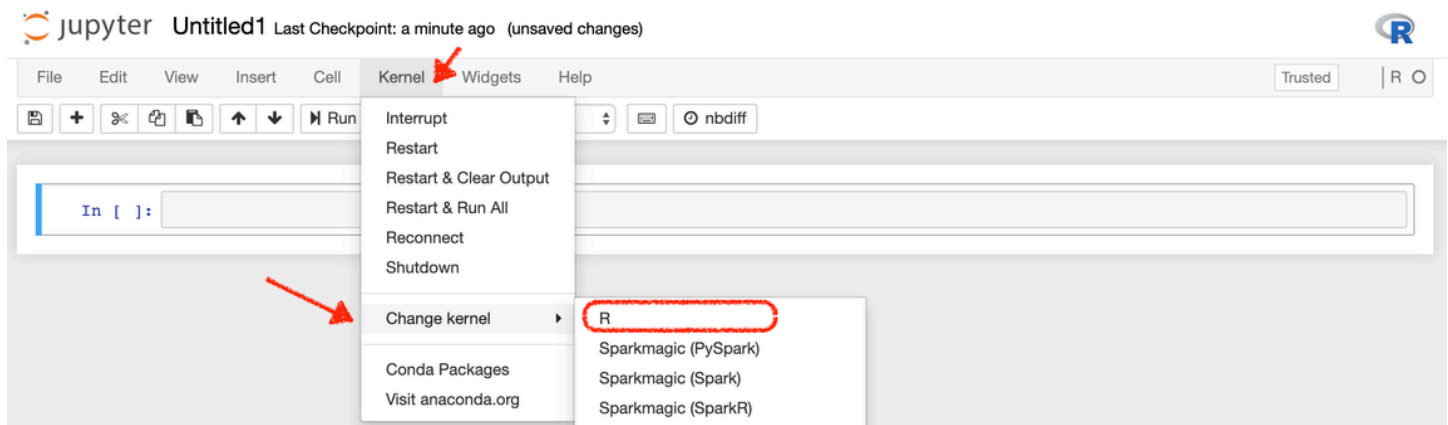 jupyter Untitled1 Last Checkpoint: a minute ago (unsaved changes) R
File Edit View Insert Cell Kernel Widgets Help Trusted R
Run nbdiff
Interrupt
Restart
Restart & Clear Output
In [ ]:
Restart & Run All
Reconnect
Shutdown
Change kernel
R
Sparkmagic (PySpark)
Conda Packages
Sparkmagic (Spark)
Visit anaconda.org
Sparkmagic (SparkR)